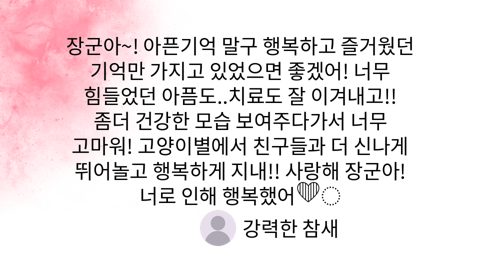 장군아~! 아픈기억 말구 행복하고 즐거웠던
기억만 가지고 있었으면 좋겠어! 너무
힘들었던 아픔도..치료도 잘 이겨내고!!
좀더 건강한 모습 보여주다가서 너무
고마워! 고양이별에서 친구들과 더 신나게
뛰어놀고 행복하게 지내!! 사랑해 장군아!
너로 인해 행복했어♥
강력한 참새